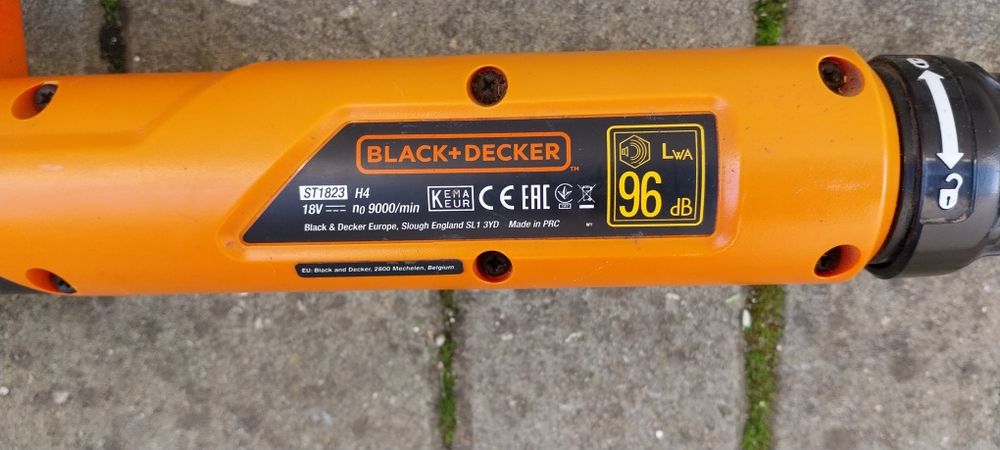 BLACK+DECKER™
ST1823 H4
18V n0 9000/min
KEMA
KEUR
CE EAC
Black & Decker Europe, Slough England SL1 3YD Made in PRC
LWA
96 dB
EU: Black and Decker, 2800 Mechelen, Belgium